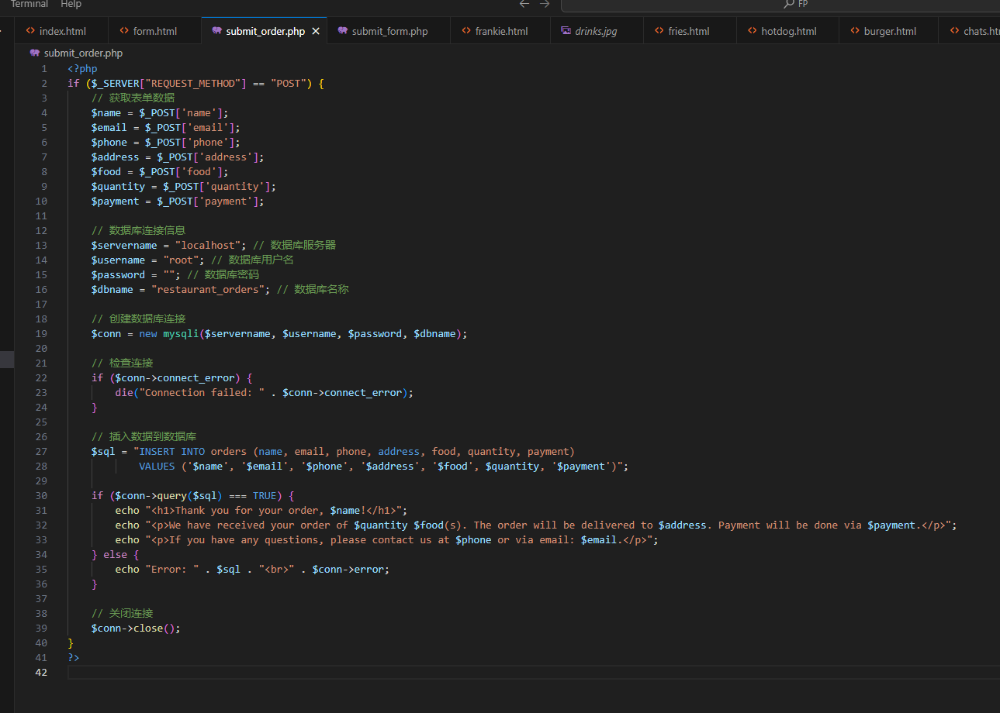 Terminal Help FP
index.html form.html submit_order.php submit_form.php frankie.html drinks.jpg fries.html hotdog.html burger.html
submit_order.php
1 <?php
2 if ($_SERVER["REQUEST_METHOD"] == "POST") {
3 // 获取表单数据
4 $name = $_POST['name'];
5 $email = $_POST['email'];
6 $phone = $_POST['phone'];
7 $address = $_POST['address'];
8 $food = $_POST['food'];
9 $quantity = $_POST['quantity'];
10 $payment = $_POST['payment'];
11
12 // 数据库连接信息
13 $servername = "localhost"; // 数据库服务器
14 $username = "root"; // 数据库用户名
15 $password = ""; // 数据库密码
16 $dbname = "restaurant_orders"; // 数据库名称
17
18 // 创建数据库连接
19 $conn = new mysqli($servername, $username, $password, $dbname);
20
21 // 检查连接
22 if ($conn->connect_error) {
23 die("Connection failed: " . $conn->connect_error);
24 }
25
26 // 插入数据到数据库
27 $sql = "INSERT INTO orders (name, email, phone, address, food, quantity, payment)
28 VALUES ('$name', '$email', '$phone', '$address', '$food', $quantity, '$payment')";
29
30 if ($conn->query($sql) === TRUE) {
31 echo "<h1>Thank you for your order, $name!</h1>";
32 echo "<p>We have received your order of $quantity $food(s). The order will be delivered to $address. Payment will be done via $payment.</p>";
33 echo "<p>If you have any questions, please contact us at $phone or via email: $email.</p>";
34 } else {
35 echo "Error: " . $sql . "<br>" . $conn->error;
36 }
37
38 // 关闭连接
39 $conn->close();
40 }
41 ?>
42